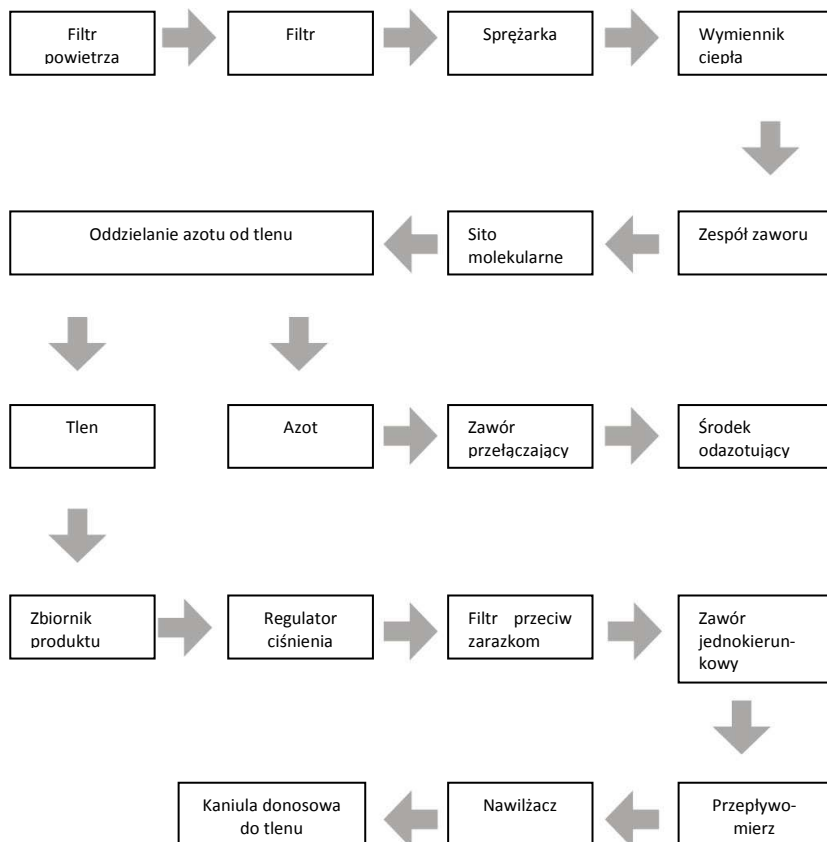 Filtr
powietrza
Filtr
Sprężarka
Wymiennik
ciepła
Oddzielanie azotu od tlenu
Sito
molekularne
Zespół zaworu
Tlen
Azot
Zawór
przełączający
Środek
odazotujący
Zbiornik
produktu
Regulator
ciśnienia
Filtr przeciw
zarazkom
Zawór
jednokierun-
kowy
Kaniula donosowa
do tlenu
Nawilżacz
Przepływo-
mierz